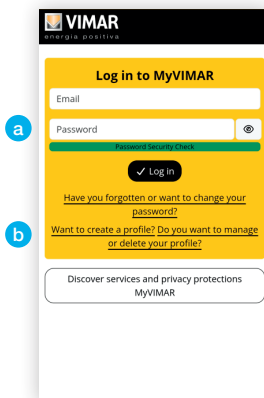 VIMAR
energia positiva
Log in to MyVIMAR
Email
a
Password
Password Security Check
Log in
Have you forgotten or want to change your
password?
b
Want to create a profile? Do you want to manage
or delete your profile?
Discover services and privacy protections
MyVIMAR